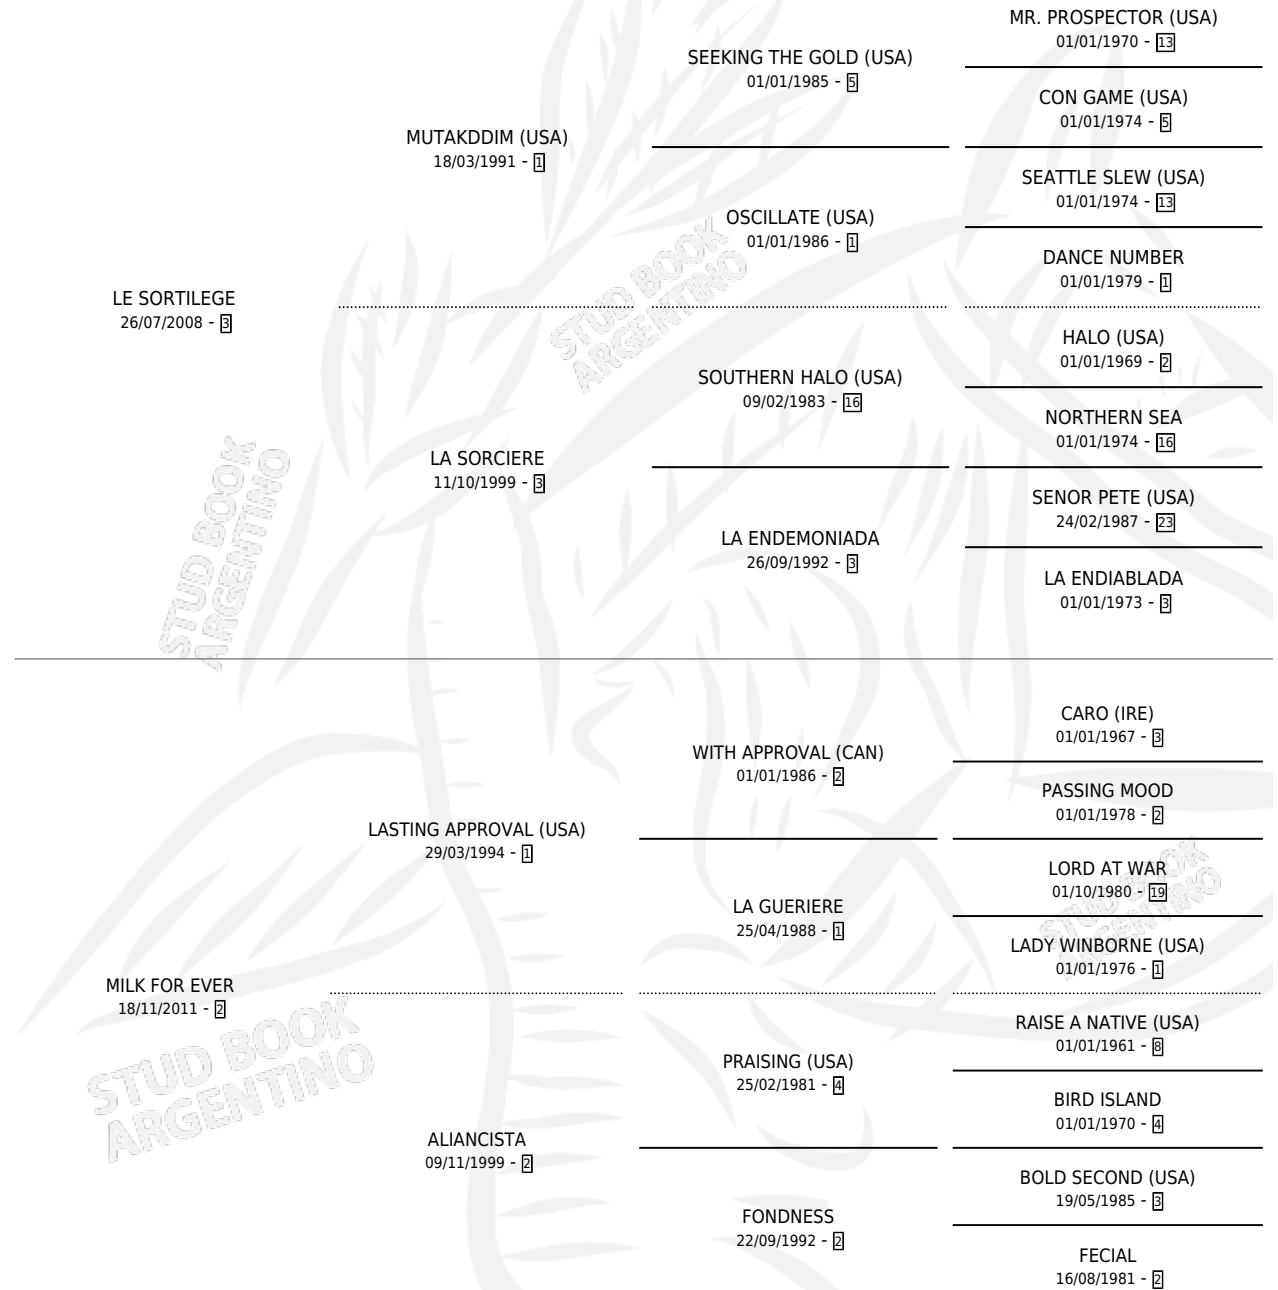 MR. PROSPECTOR (USA)
01/01/1970 - 13
SEEKING THE GOLD (USA)
01/01/1985 - 5
CON GAME (USA)
01/01/1974 - 5
MUTAKDDIM (USA)
18/03/1991 - 1
SEATTLE SLEW (USA)
01/01/1974 - 13
OSCILLATE (USA)
01/01/1986 - 1
DANCE NUMBER
01/01/1979 - 1
LE SORTILEGE
26/07/2008 - 3
HALO (USA)
01/01/1969 - 2
SOUTHERN HALO (USA)
09/02/1983 - 16
NORTHERN SEA
01/01/1974 - 16
LA SORCIERE
11/10/1999 - 3
SENOR PETE (USA)
24/02/1987 - 23
LA ENDEMONIADA
26/09/1992 - 3
LA ENDIABLADA
01/01/1973 - 3
CARO (IRE)
01/01/1967 - 3
WITH APPROVAL (CAN)
01/01/1986 - 2
PASSING MOOD
01/01/1978 - 2
LASTING APPROVAL (USA)
29/03/1994 - 1
LORD AT WAR
01/10/1980 - 19
LA GUERIERE
25/04/1988 - 1
LADY WINBORNE (USA)
01/01/1976 - 1
MILK FOR EVER
18/11/2011 - 2
RAISE A NATIVE (USA)
01/01/1961 - 8
PRAISING (USA)
25/02/1981 - 4
BIRD ISLAND
01/01/1970 - 4
ALIANCISTA
09/11/1999 - 2
BOLD SECOND (USA)
19/05/1985 - 3
FONDNESS
22/09/1992 - 2
FECIAL
16/08/1981 - 2
STUD BOOK
ARGENTINO
STUD BOOK
ARGENTINO
STUD BOOK
ARGENTINO
STUD BOOK
ARGENTINO